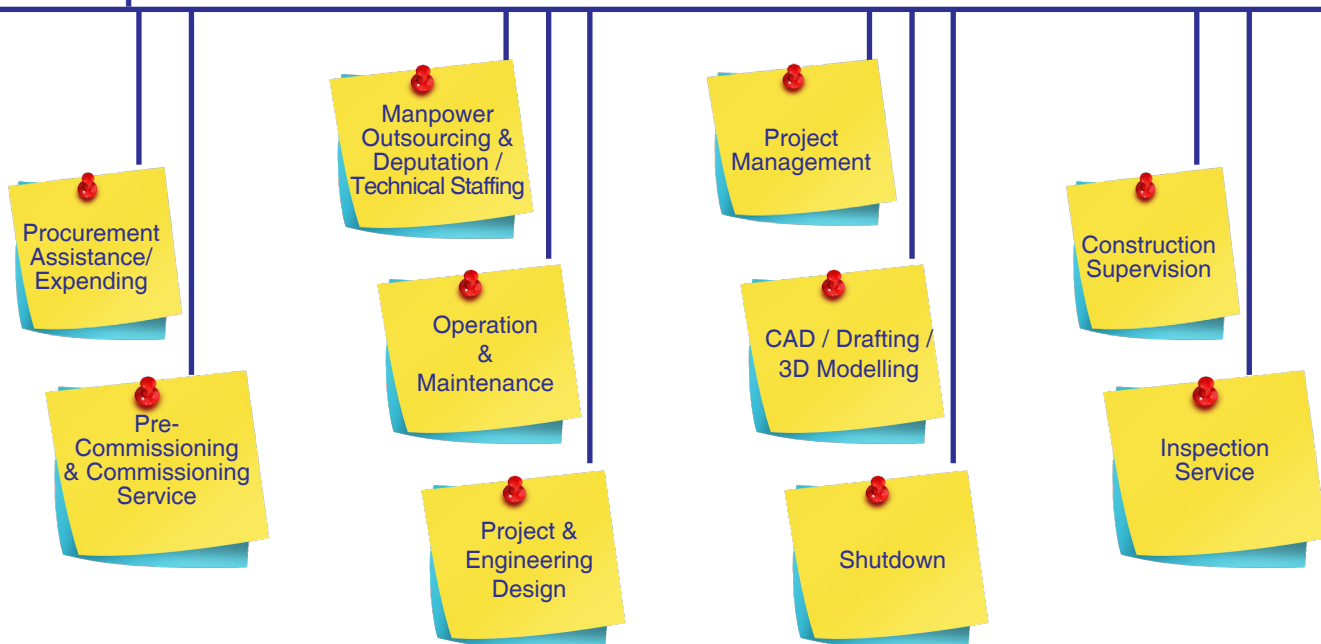 Procurement
Assistance/
Expending
Pre-
Commissioning
& Commissioning
Service
Manpower
Outsourcing &
Deputation /
Technical Staffing
Operation
&
Maintenance
Project &
Engineering
Design
Project
Management
CAD / Drafting /
3D Modelling
Shutdown
Construction
Supervision
Inspection
Service